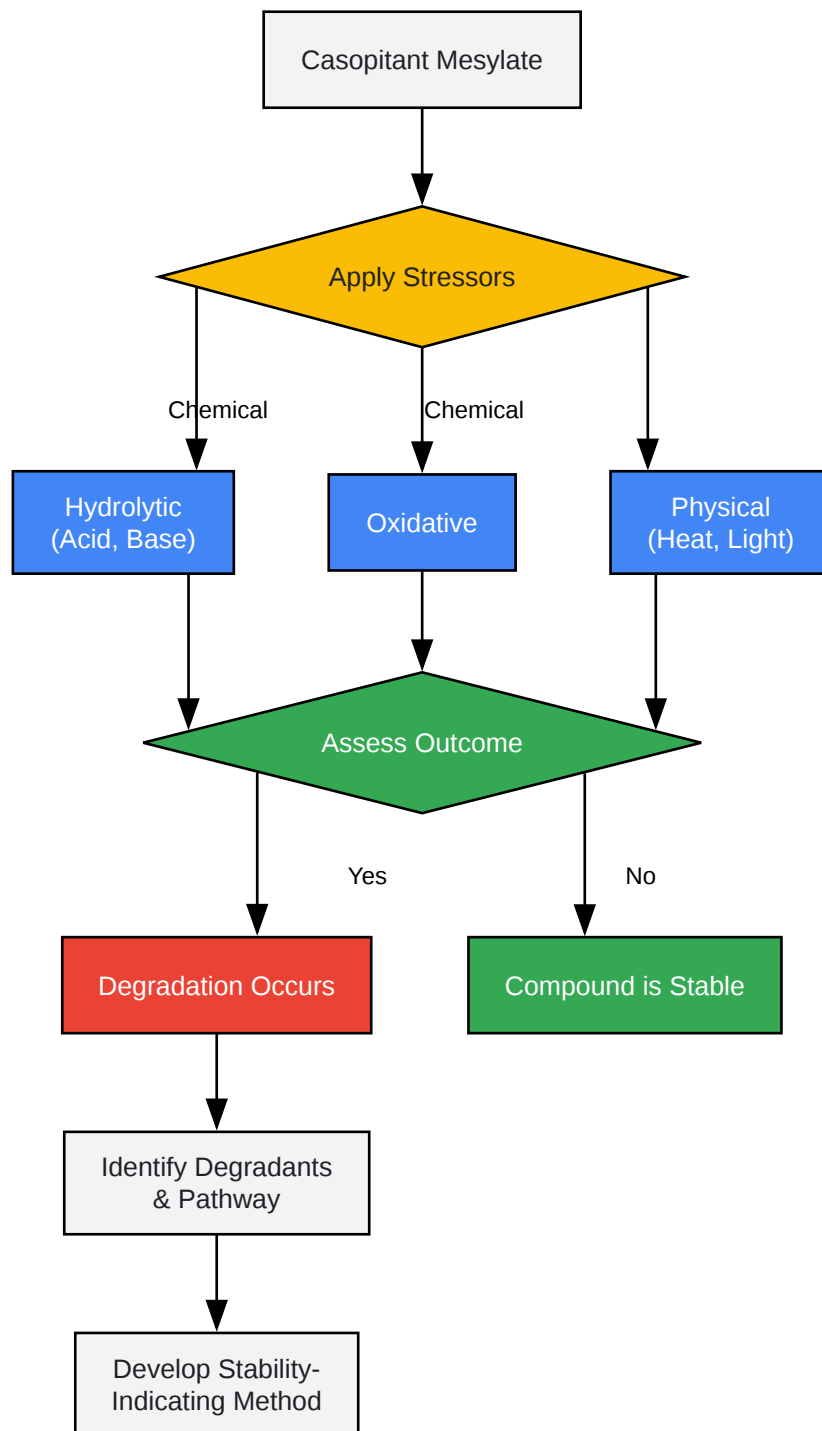 Casopitant Mesylate
Apply Stressors
Chemical
Chemical
Hydrolytic
(Acid, Base)
Oxidative
Physical
(Heat, Light)
Assess Outcome
Yes
No
Degradation Occurs
Compound is Stable
Identify Degradants
& Pathway
Develop Stability-
Indicating Method